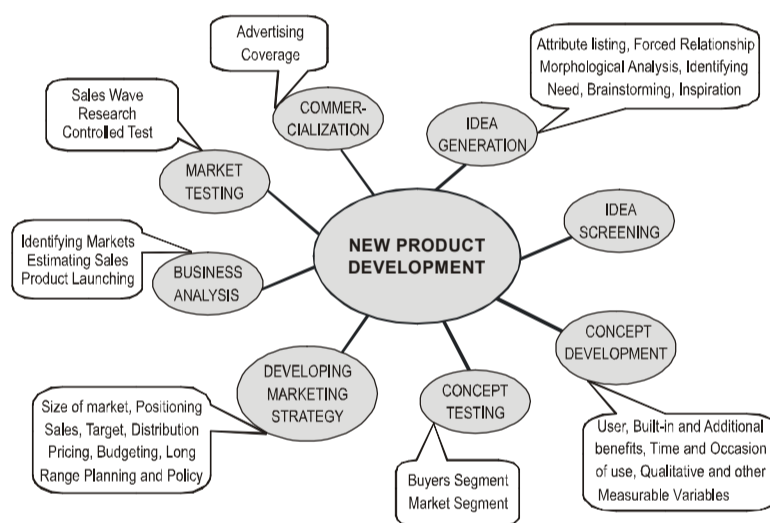 Advertising
Coverage
COMMER-
CIALIZATION
Attribute listing, Forced Relationship
Morphological Analysis, Identifying
Need, Brainstorming, Inspiration
IDEA
GENERATION
Sales Wave
Research
Controlled Test
MARKET
TESTING
IDEA
SCREENING
NEW PRODUCT
DEVELOPMENT
Identifying Markets
Estimating Sales
Product Launching
BUSINESS
ANALYSIS
CONCEPT
DEVELOPMENT
User, Built-in and Additional
benefits, Time and Occasion
of use, Qualitative and other
Measurable Variables
DEVELOPING
MARKETING
STRATEGY
Size of market, Positioning
Sales, Target, Distribution
Pricing, Budgeting, Long
Range Planning and Policy
CONCEPT
TESTING
Buyers Segment
Market Segment